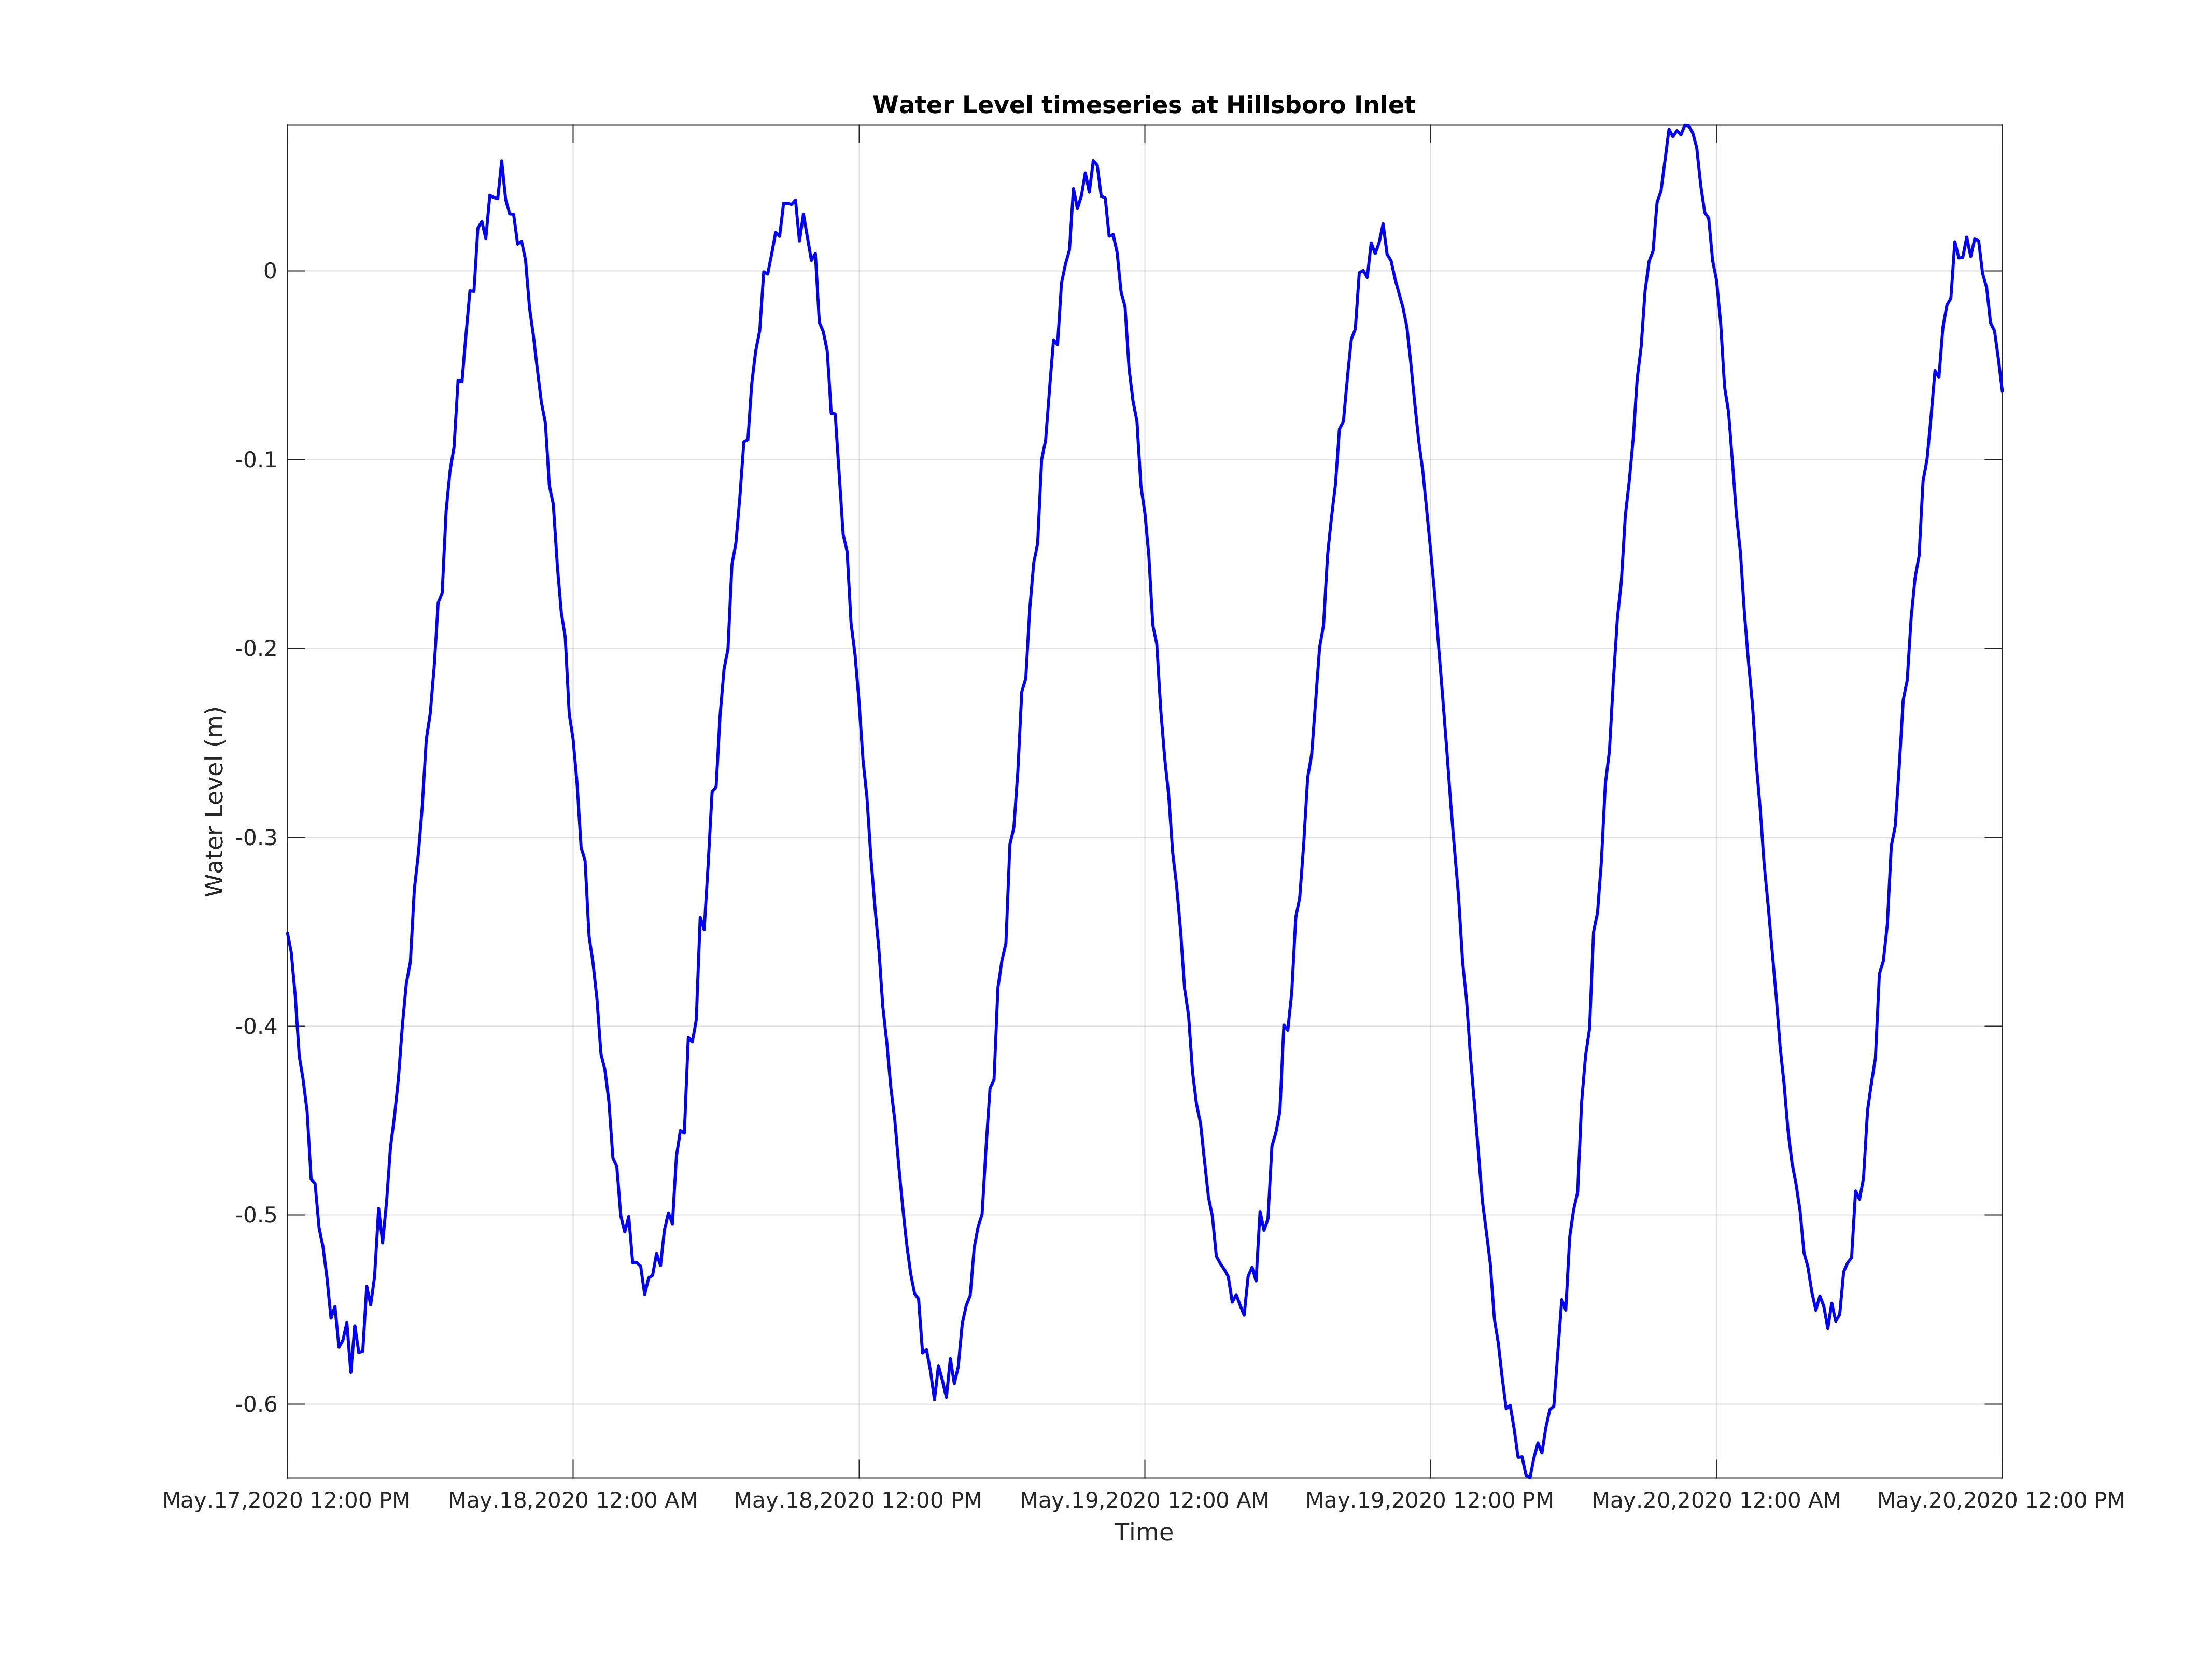 Water Level timeseries at Hillsboro Inlet
0
-0.1
-0.2
-0.3
-0.4
-0.5
-0.6
Water Level (m)
May.17,2020 12:00 PM
May.18,2020 12:00 AM
May.18,2020 12:00 PM
May.19,2020 12:00 AM
May.19,2020 12:00 PM
May.20,2020 12:00 AM
May.20,2020 12:00 PM
Time